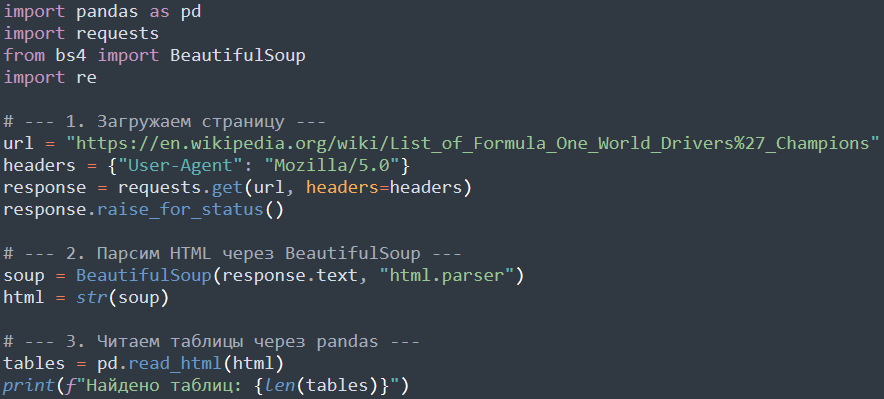 import pandas as pd
import requests
from bs4 import BeautifulSoup
import re
# --- 1. Загружаем страницу ---
url = "https://en.wikipedia.org/wiki/List_of_Formula_One_World_Drivers%27_Champions"
headers = {"User-Agent": "Mozilla/5.0"}
response = requests.get(url, headers=headers)
response.raise_for_status()
# --- 2. Парсим HTML через BeautifulSoup ---
soup = BeautifulSoup(response.text, "html.parser")
html = str(soup)
# --- 3. Читаем таблицы через pandas ---
tables = pd.read_html(html)
print(f"Найдено таблиц: {len(tables)}")